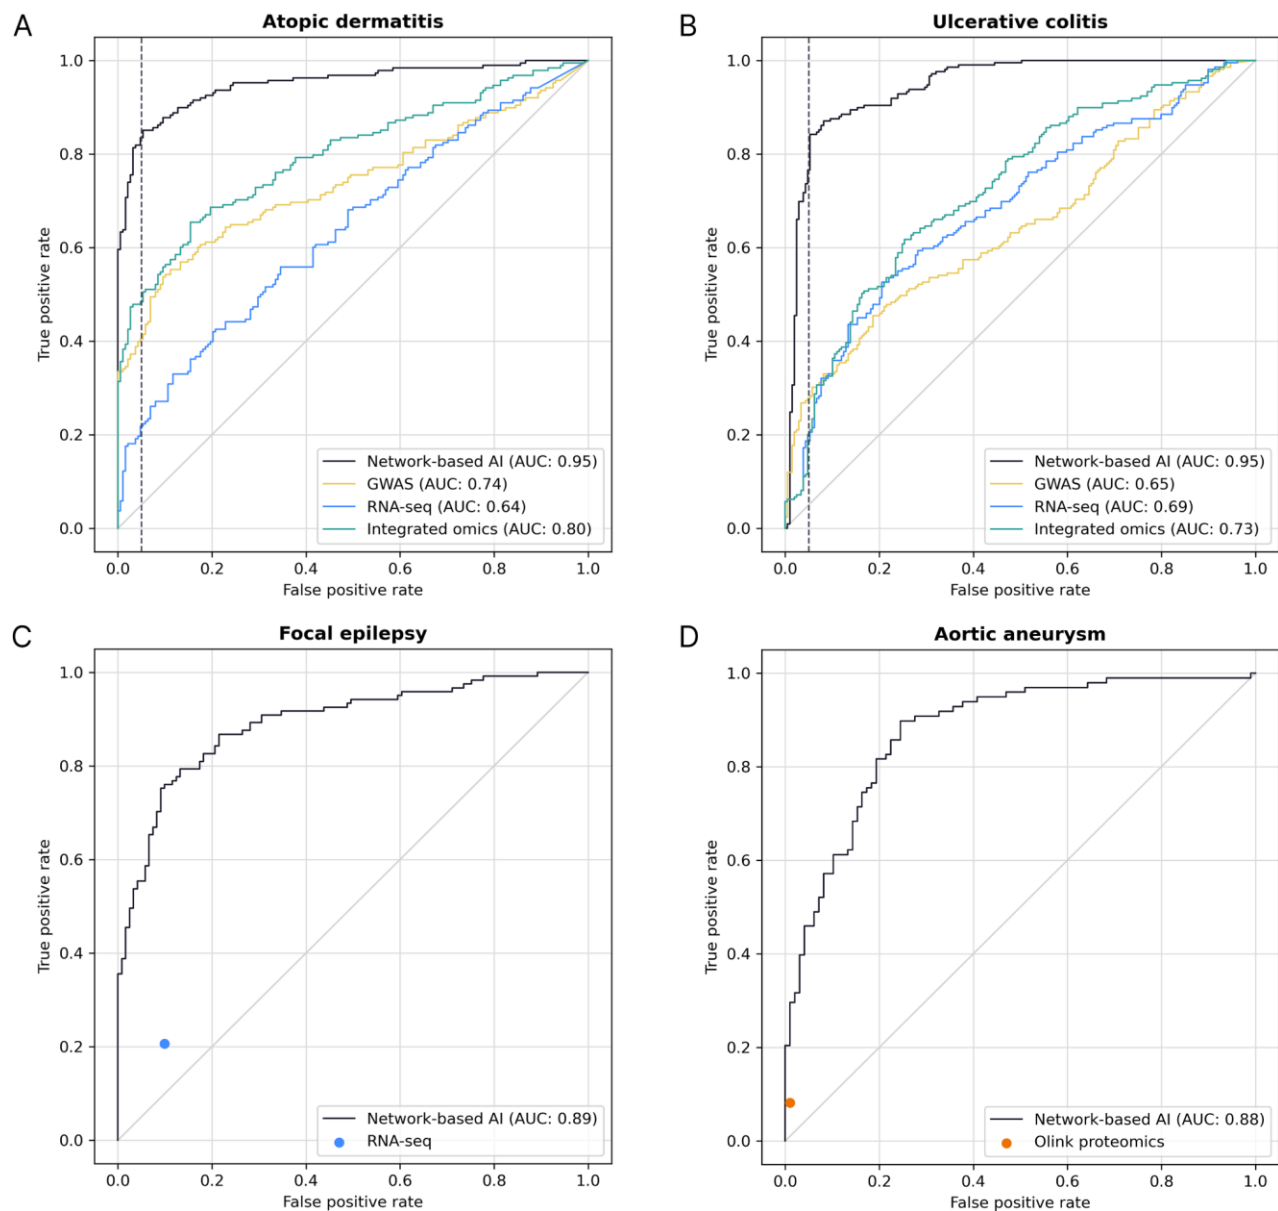 A
Atopic dermatitis
1.0
0.8
0.6
0.4
0.2
0.0
True positive rate
Network-based AI (AUC: 0.95)
GWAS (AUC: 0.74)
RNA-seq (AUC: 0.64)
Integrated omics (AUC: 0.80)
0.0 0.2 0.4 0.6 0.8 1.0
False positive rate
B
Ulcerative colitis
1.0
0.8
0.6
0.4
0.2
0.0
True positive rate
Network-based AI (AUC: 0.95)
GWAS (AUC: 0.65)
RNA-seq (AUC: 0.69)
Integrated omics (AUC: 0.73)
0.0 0.2 0.4 0.6 0.8 1.0
False positive rate
C
Focal epilepsy
1.0
0.8
0.6
0.4
0.2
0.0
True positive rate
Network-based AI (AUC: 0.89)
RNA-seq
0.0 0.2 0.4 0.6 0.8 1.0
False positive rate
D
Aortic aneurysm
1.0
0.8
0.6
0.4
0.2
0.0
True positive rate
Network-based AI (AUC: 0.88)
Olink proteomics
0.0 0.2 0.4 0.6 0.8 1.0
False positive rate